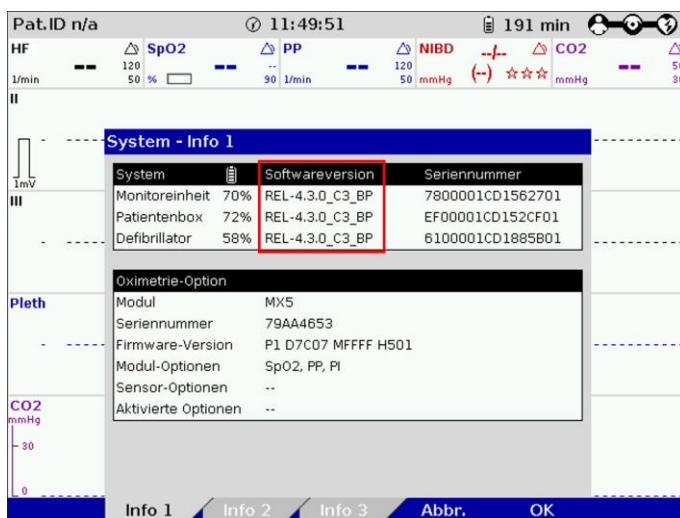 Pat.ID n/a 11:49:51 191 min
HF SpO2 PP NIBD --/-- CO2
120 -- 120 5
1/min -- 50 % -- 90 1/min -- 50 mmHg (--) ☆☆☆ mmHg -- 3
II
System - Info 1
1mV
System Softwareversion Seriennummer
Monitoreinheit 70% REL-4.3.0_C3_BP 7800001CD1562701
III
Patientenbox 72% REL-4.3.0_C3_BP EF00001CD152CF01
Defibrillator 58% REL-4.3.0_C3_BP 6100001CD1885B01
Oximetrie-Option
Pleth
Modul MX5
Seriennummer 79AA4653
Firmware-Version P1 D7C07 MFFFF H501
Modul-Optionen SpO2, PP, PI
Sensor-Optionen --
CO2
Aktivierte Optionen --
mmHg
30
0
Info 1 Info 2 Info 3 Abbr. OK